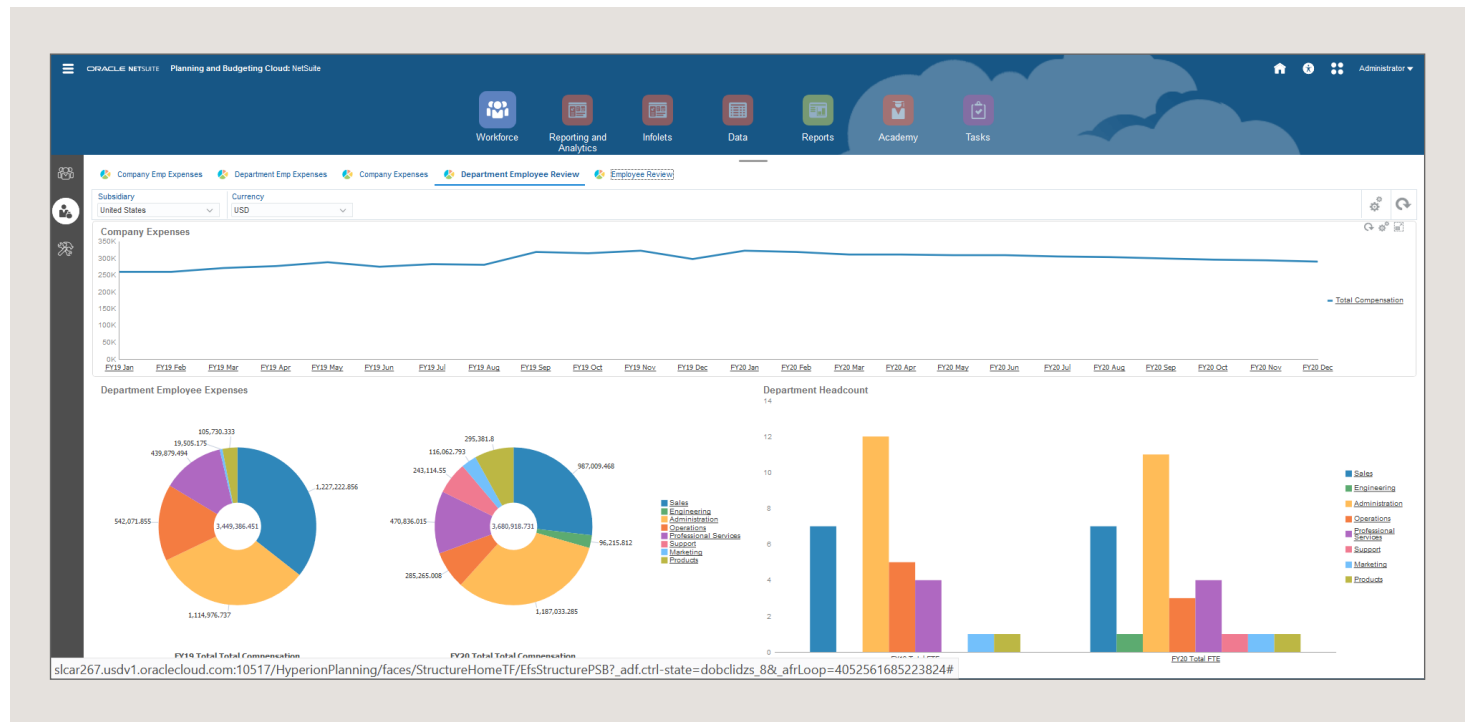 ORACLE NETSUITE Planning and Budgeting Cloud: NetSuite
Administrator
Workforce
Reporting and
Analytics
Infolets
Data
Reports
Academy
Tasks
Company Emp Expenses
Department Emp Expenses
Company Expenses
Department Employee Review
Employee Review
Subsidiary
United States
Currency
USD
Company Expenses
350K
300K
250K
200K
150K
100K
50K
0K
FY19 Jan FY19 Feb FY19 Mar FY19 Apr FY19 May FY19 Jun FY19 Jul FY19 Aug FY19 Sep FY19 Oct FY19 Nov FY19 Dec FY20 Jan FY20 Feb FY20 Mar FY20 Apr FY20 May FY20 Jun FY20 Jul FY20 Aug FY20 Sep FY20 Oct FY20 Nov FY20 Dec
Total Compensation
Department Employee Expenses
105,730.333
19,505.175
439,879.494
1,227,222.856
542,071.855
3,449,386.451
1,114,976.737
FY19 Total Total Compensation
295,381.8
116,062.793
243,114.55
987,009.468
470,836.015
3,680,918.731
96,215.812
285,265.008
1,187,033.285
FY20 Total Total Compensation
Sales
Engineering
Administration
Operations
Professional Services
Support
Marketing
Products
Department Headcount
14
12
10
8
6
4
2
0
FY19 Total FTE
FY20 Total FTE
Sales
Engineering
Administration
Operations
Professional
Services
Support
Marketing
Products
slcar267.usdv1.oraclecloud.com:10517/HyperionPlanning/faces/StructureHomeTF/EfsStructurePSB?_adf.ctrl-state=dobclidzs_8&_afrLoop=4052561685223824#